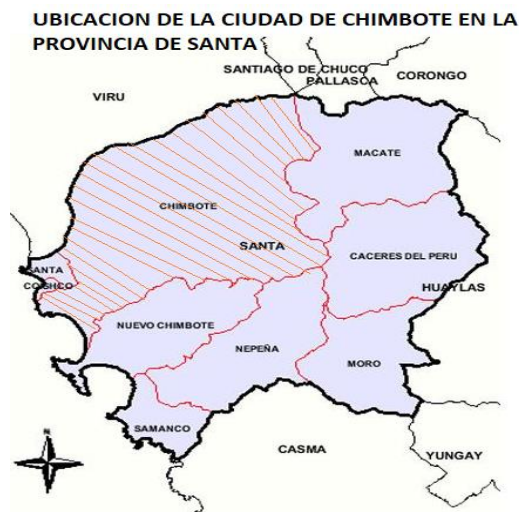 UBICACION DE LA CIUDAD DE CHIMBOTE EN LA
PROVINCIA DE SANTA
SANTIAGO DE CHUCO
PALLASCA
CORONGO
VIRU
MACATE
CHIMBOTE
SANTA
CACERES DEL PERU
SANTA
COISHCO
HUAYLAS
NUEVO CHIMBOTE
NEPEÑA
MORO
SAMANCO
CASMA
YUNGAY
N